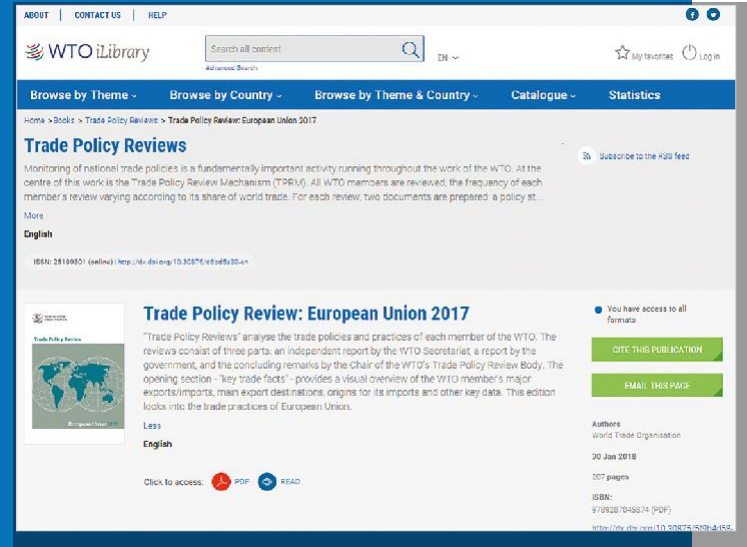 ABOUT | CONTACT US | HELP
WTO iLibrary
Search all content
EN
Advanced Search
My favorites
Log in
Browse by Theme
Browse by Country
Browse by Theme & Country
Catalogue
Statistics
Home > Books > Trade Policy Reviews > Trade Policy Review: European Union 2017
Trade Policy Reviews
Subscribe to the RSS feed
Monitoring of national trade policies is a fundamentally important activity running throughout the work of the WTO. At the
centre of this work is the Trade Policy Review Mechanism (TPRM). All WTO members are reviewed, the frequency of each
member's review varying according to its share of world trade. For each review, two documents are prepared: a policy st...
More
English
ISSN: 25189801 (online)
Trade Policy Review
European Union
Trade Policy Review: European Union 2017
"Trade Policy Reviews" analyse the trade policies and practices of each member of the WTO. The
reviews consist of three parts: an independent report by the WTO Secretariat, a report by the
government, and the concluding remarks by the Chair of the WTO's Trade Policy Review Body. The
opening section - "key trade facts" - provides a visual overview of the WTO member's major
exports/imports, main export destinations, origins for its imports and other key data. This edition
looks into the trade practices of European Union.
Less
English
Click to access: PDF READ
You have access to all
formats
CITE THIS PUBLICATION
EMAIL THIS PAGE
Authors
World Trade Organisation
30 Jan 2018
207 pages
ISBN:
9789287045874 (PDF)